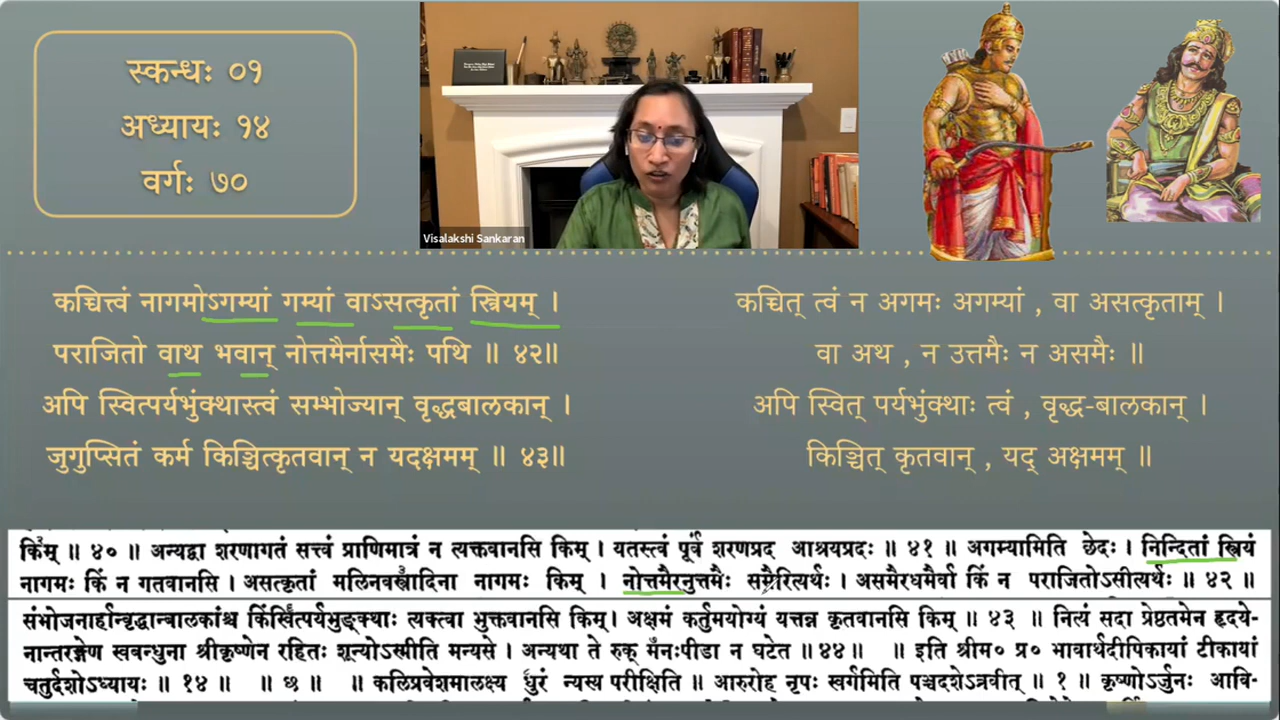 स्कन्धः ०१
अध्यायः १४
वर्गः ७०
Visalakshi Sankaran
कच्चित्त्वं नागमोऽगम्यां गम्यां वाऽसत्कृतां स्त्रियम् ।
पराजितो वाथ भवान् नोत्तमैर्नासमैः पथि ॥ ४२॥
अपि स्वित्पर्यभुंक्थास्त्वं सम्भोज्यान् वृद्धबालकान् ।
जुगुप्सितं कर्म किञ्चित्कृतवान् न यदक्षमम् ॥ ४३॥
कच्चित् त्वं न अगमः अगम्यां , वा असत्कृताम् ।
वा अथ , न उत्तमैः न असमैः ॥
अपि स्वित् पर्यभुंक्थाः त्वं , वृद्ध-बालकान् ।
किञ्चित् कृतवान् , यद् अक्षमम् ॥
किम् ॥ ४० ॥ अन्यद्वा शरणागतं सत्त्वं प्राणिमात्रं न त्यक्तवानसि किम् । यतस्त्वं पूर्वं शरणप्रद आश्रयप्रदः ॥ ४१ ॥ अगम्यामिति छेदः । निन्दितां स्त्रियं
नागमः किं न गतवानसि । असत्कृतां मलिनवस्त्रादिना नागमः किम् । नोत्तमैरनुत्तमैः समैरित्यर्थः । असमैरधमैर्वा किं न पराजितोऽसीत्यर्थः ॥ ४२ ॥
संभोजनार्हान्वृद्धान्बालकांश्च किंस्वित्पर्यभुङ्क्थाः त्यक्त्वा भुक्तवानसि किम् । अक्षमं कर्तुमयोग्यं यत्तन्न कृतवानसि किम् ॥ ४३ ॥ नित्यं सदा प्रेष्ठतमेन हृदये-
नान्तरङ्गेण स्वबन्धुना श्रीकृष्णेन रहितः शून्योऽस्मीति मन्यसे । अन्यथा ते रुक् मनःपीडा न घटेत ॥ ४४ ॥ ॥ इति श्रीम० प्र० भावार्थदीपिकायां टीकायां
चतुर्दशोऽध्यायः ॥ १४ ॥ ॥ छ ॥ ॥ कलिप्रवेशमालक्ष्य धुरं न्यस्य परीक्षिति ॥ आरुरोह नृपः स्वर्गमिति पञ्चदशेऽब्रवीत् ॥ १ ॥ कृष्णोऽर्जुनः आवि-